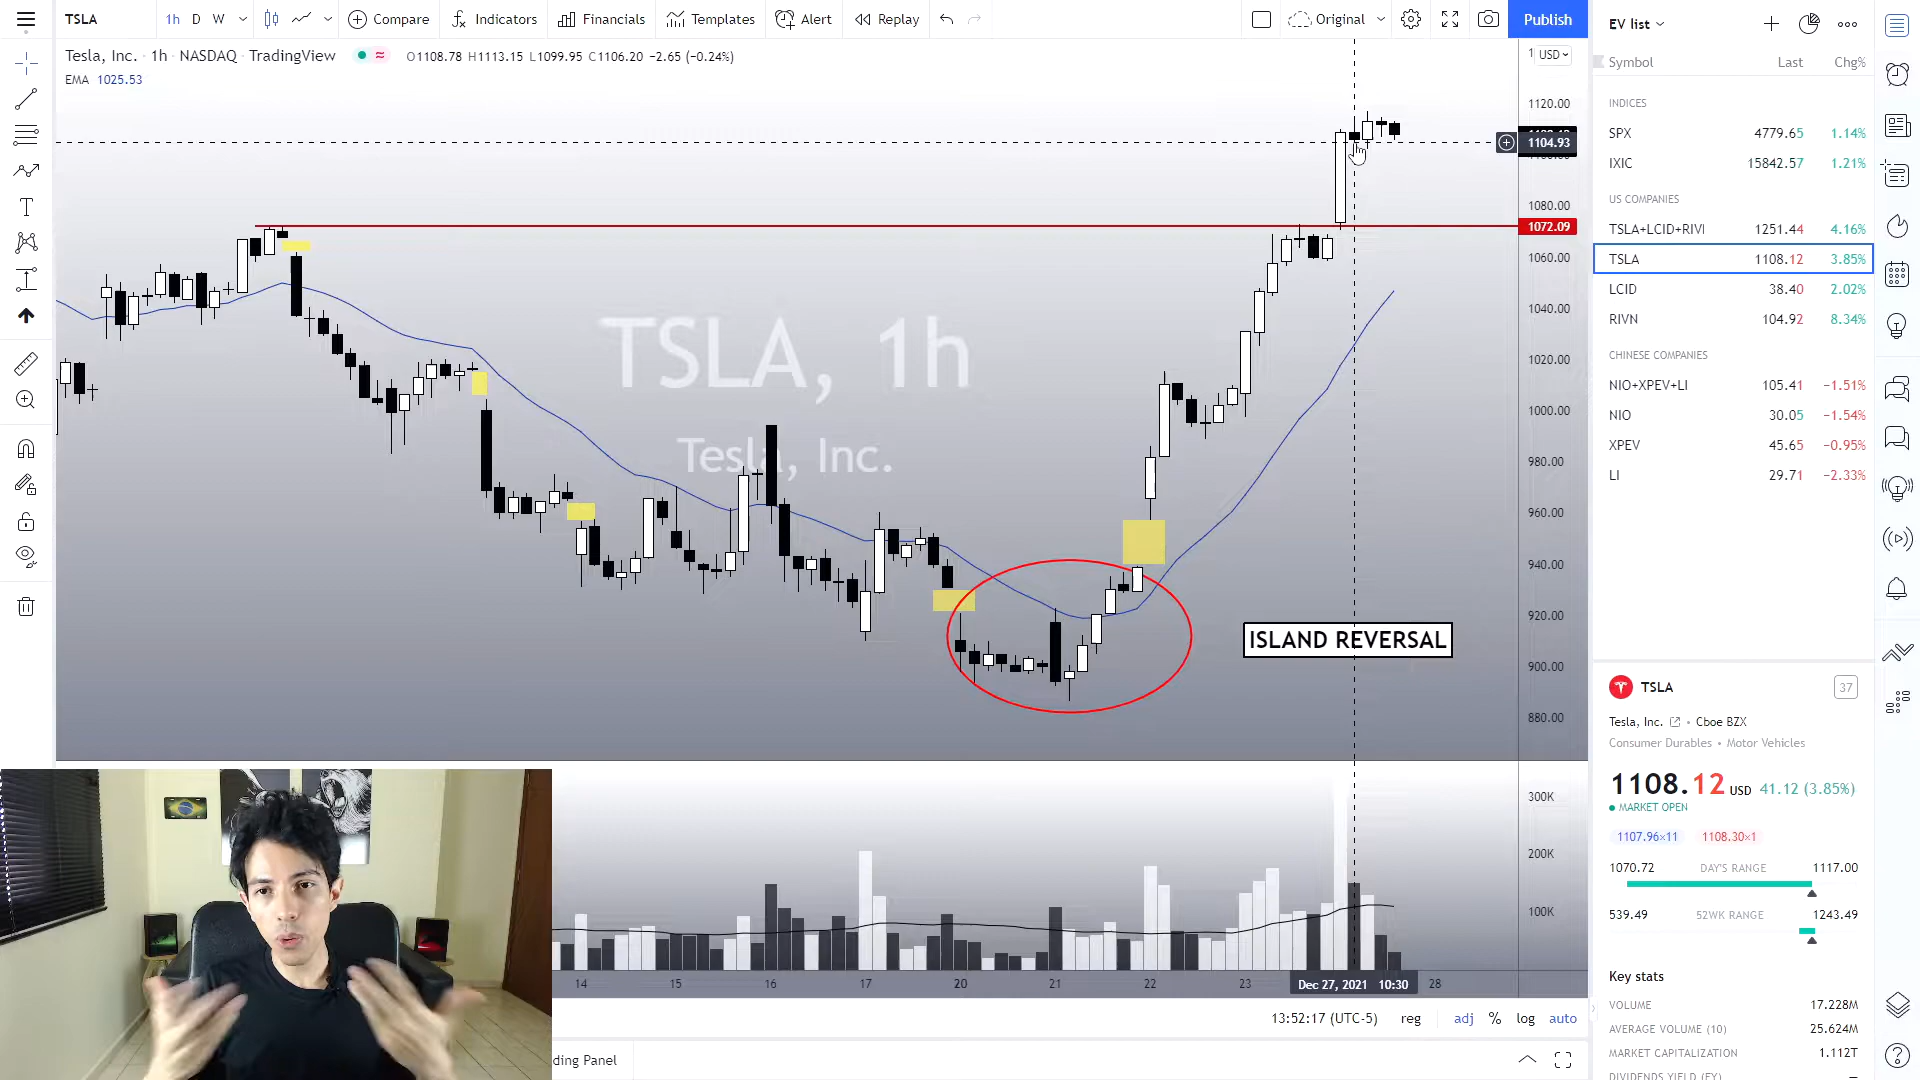 TSLA
1h D W
Compare
Indicators
Financials
Templates
Alert
Replay
Original
Publish
Tesla, Inc. · 1h · NASDAQ · TradingView
O1108.78 H1113.15 L1099.95 C1106.20 −2.65 (−0.24%)
EMA 1025.53
USD
1120.00
1104.93
1080.00
1072.09
1060.00
1040.00
1020.00
1000.00
980.00
960.00
940.00
920.00
900.00
880.00
TSLA, 1h
Tesla, Inc.
ISLAND REVERSAL
300K
200K
100K
14 15 16 17 20 21 22 23 Dec 27, 2021 10:30 28
13:52:17 (UTC-5) reg adj % log auto
ding Panel
EV list
Symbol Last Chg%
INDICES
SPX 4779.65 1.14%
IXIC 15842.57 1.21%
US COMPANIES
TSLA+LCID+RIVI 1251.44 4.16%
TSLA 1108.12 3.85%
LCID 38.40 2.02%
RIVN 104.92 8.34%
CHINESE COMPANIES
NIO+XPEV+LI 105.41 −1.51%
NIO 30.05 −1.54%
XPEV 45.65 −0.95%
LI 29.71 −2.33%
TSLA 37
Tesla, Inc. • Cboe BZX
Consumer Durables • Motor Vehicles
1108.12 USD 41.12 (3.85%)
MARKET OPEN
1107.96×11 1108.30×1
1070.72 DAY'S RANGE 1117.00
539.49 52WK RANGE 1243.49
Key stats
VOLUME 17.228M
AVERAGE VOLUME (10) 25.624M
MARKET CAPITALIZATION 1.112T
DIVIDENDS YIELD (FY) —